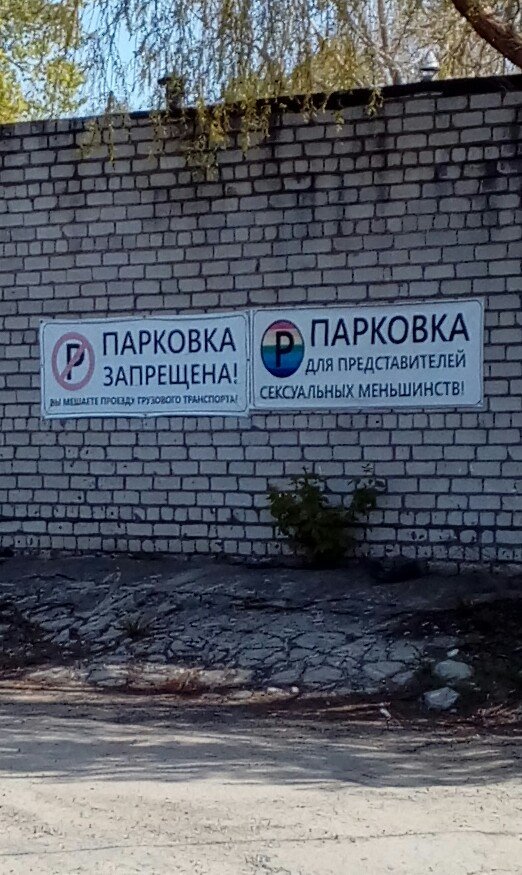 P
ПАРКОВКА
ЗАПРЕЩЕНА!
ВЫ МЕШАЕТЕ ПРОЕЗДУ ГРУЗОВОГО ТРАНСПОРТА!
P
ПАРКОВКА
ДЛЯ ПРЕДСТАВИТЕЛЕЙ
СЕКСУАЛЬНЫХ МЕНЬШИНСТВ!